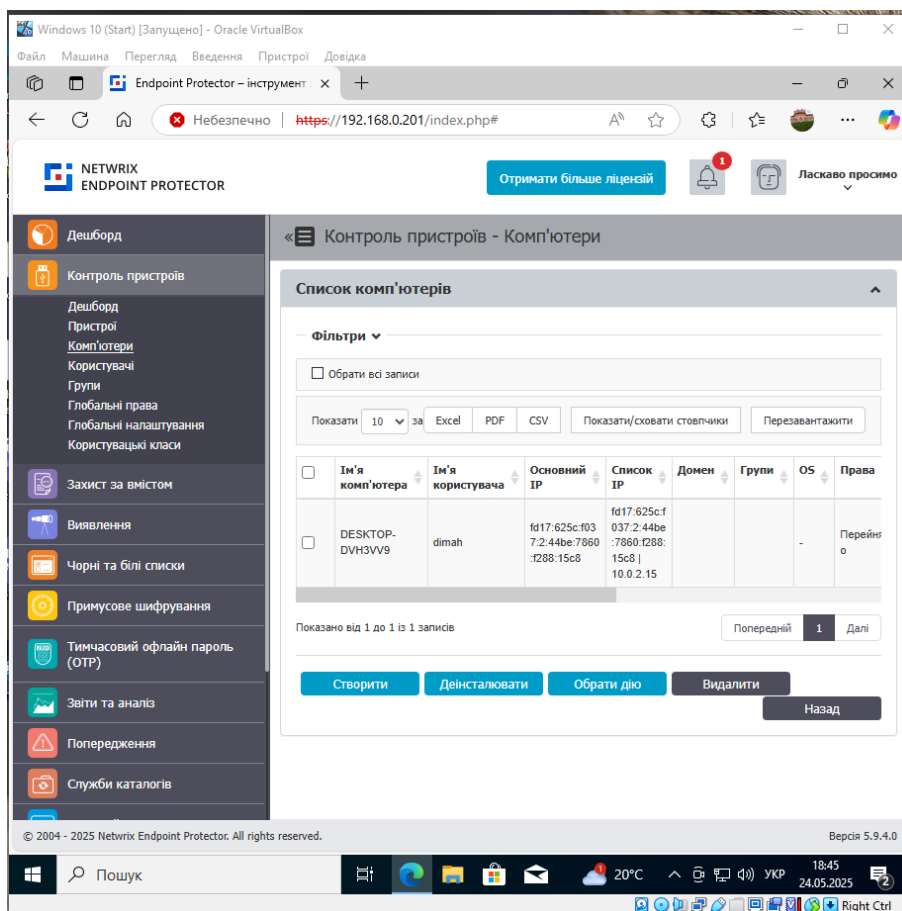 Windows 10 (Start) [Запущено] - Oracle VirtualBox
Файл Машина Перегляд Введення Пристрої Довідка
Endpoint Protector – інструмент
Небезпечно https://192.168.0.201/index.php#
NETWRIX
ENDPOINT PROTECTOR
Отримати більше ліцензій
1
Ласкаво просимо
Дешборд
Контроль пристроїв
Дешборд
Пристрої
Комп'ютери
Користувачі
Групи
Глобальні права
Глобальні налаштування
Користувацькі класи
Захист за вмістом
Виявлення
Чорні та білі списки
Примусове шифрування
Тимчасовий офлайн пароль
(OTP)
Звіти та аналіз
Попередження
Служби каталогів
« Контроль пристроїв - Комп'ютери
Список комп'ютерів
Фільтри
Обрати всі записи
Показати 10 за Excel PDF CSV Показати/сховати стовпчики Перезавантажити
Ім'я комп'ютера Ім'я користувача Основний IP Список IP Домен Групи OS Права
DESKTOP-
DVH3VV9
dimah
fd17:625c:f03
7:2:44be:7860
:f288:15c8
fd17:625c:f
037:2:44be
:7860:f288:
15c8 |
10.0.2.15
-
Перейня
о
Показано від 1 до 1 із 1 записів
Попередній 1 Далі
Створити Деінсталювати Обрати дію Видалити
Назад
© 2004 - 2025 Netwrix Endpoint Protector. All rights reserved. Версія 5.9.4.0
Пошук 20°C УКР 18:45
24.05.2025
2
Right Ctrl